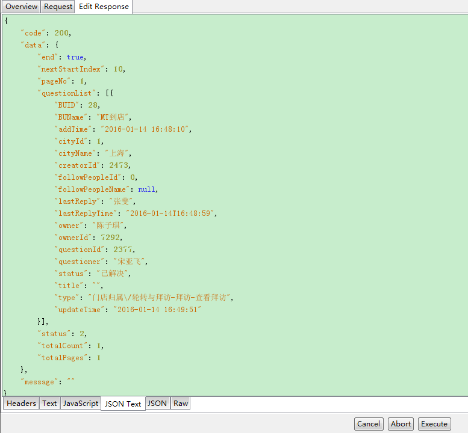 Overview Request Edit Response
{
"code": 200,
"data": {
"end": true,
"nextStartIndex": 10,
"pageNo": 1,
"questionList": [{
"BUID": 28,
"BUName": "MT到店",
"addTime": "2016-01-14 16:48:10",
"cityId": 1,
"cityName": "上海",
"creatorId": 2473,
"followPeopleId": 0,
"followPeopleName": null,
"lastReply": "张雯",
"lastReplyTime": "2016-01-14T16:48:59",
"owner": "陈子顺",
"ownerId": 7292,
"questionId": 2377,
"questioner": "宋亚飞",
"status": "已解决",
"title": "",
"type": "门店归属\/轮转与拜访-拜访-查看拜访",
"updateTime": "2016-01-14 16:49:51"
}],
"status": 2,
"totalCount": 1,
"totalPages": 1
},
"message": ""
}
Headers Text JavaScript JSON Text JSON Raw
Cancel Abort Execute